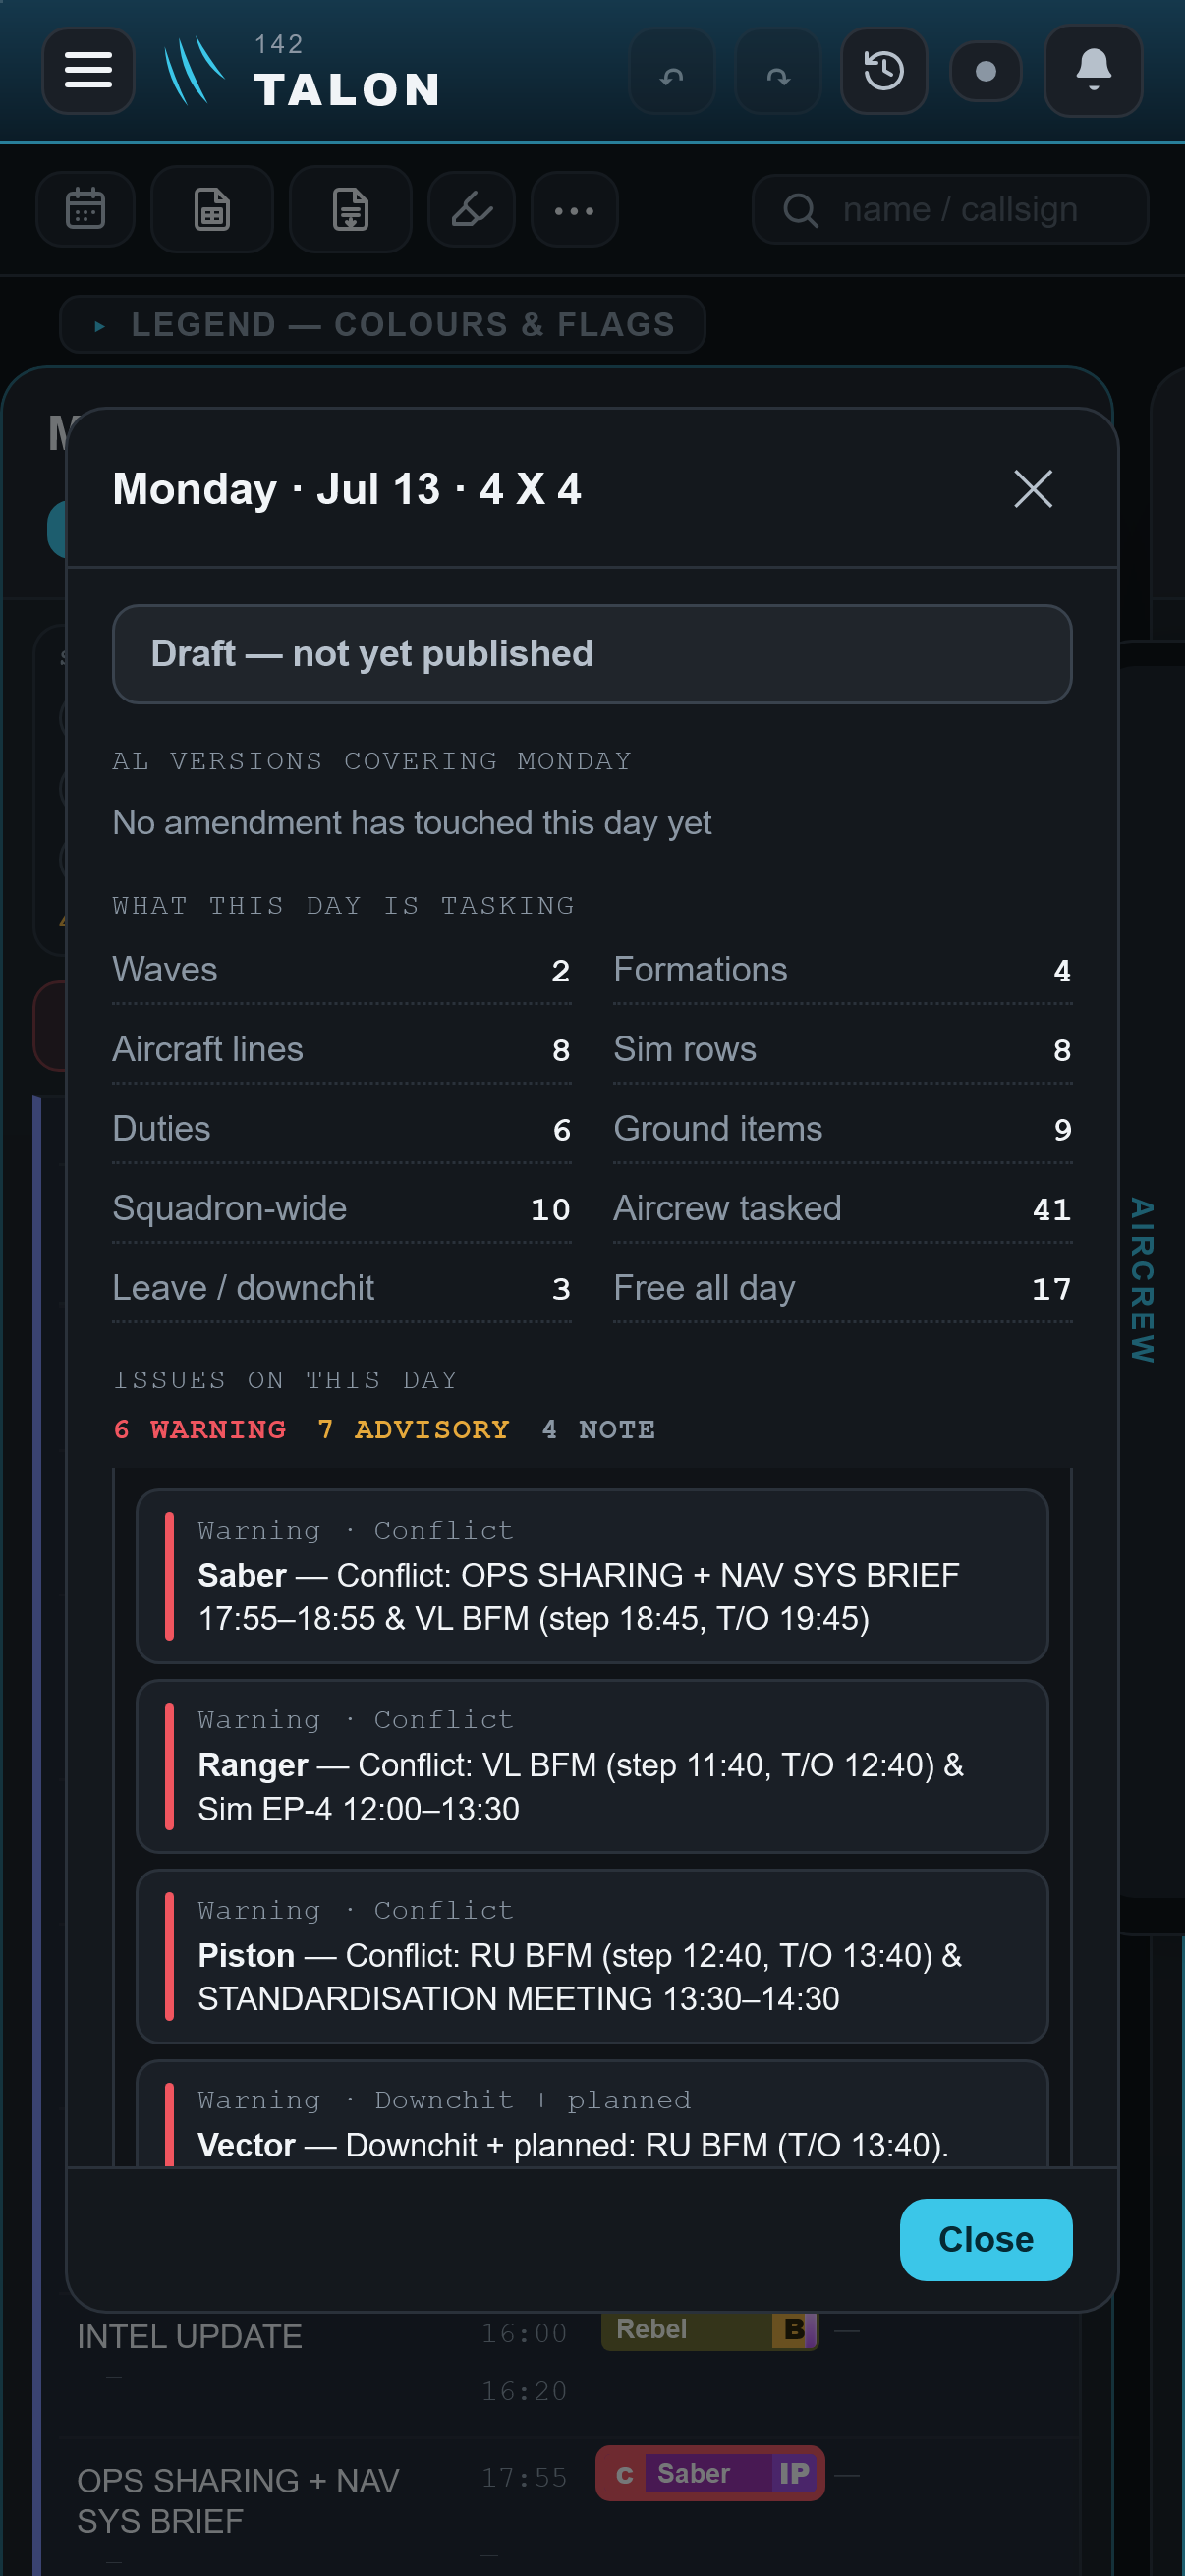 142
TALON
name / callsign
▸ LEGEND — COLOURS & FLAGS
M
Monday · Jul 13 · 4 X 4
Draft — not yet published
AL VERSIONS COVERING MONDAY
No amendment has touched this day yet
WHAT THIS DAY IS TASKING
Waves 2 Formations 4
Aircraft lines 8 Sim rows 8
Duties 6 Ground items 9
Squadron-wide 10 Aircrew tasked 41
Leave / downchit 3 Free all day 17
AIRCREW
ISSUES ON THIS DAY
6 WARNING 7 ADVISORY 4 NOTE
Warning · Conflict
Saber — Conflict: OPS SHARING + NAV SYS BRIEF
17:55–18:55 & VL BFM (step 18:45, T/O 19:45)
Warning · Conflict
Ranger — Conflict: VL BFM (step 11:40, T/O 12:40) &
Sim EP-4 12:00–13:30
Warning · Conflict
Piston — Conflict: RU BFM (step 12:40, T/O 13:40) &
STANDARDISATION MEETING 13:30–14:30
Warning · Downchit + planned
Vector — Downchit + planned: RU BFM (T/O 13:40).
Close
INTEL UPDATE 16:00 Rebel B —
—
16:20
OPS SHARING + NAV 17:55 C Saber IP —
SYS BRIEF
— —